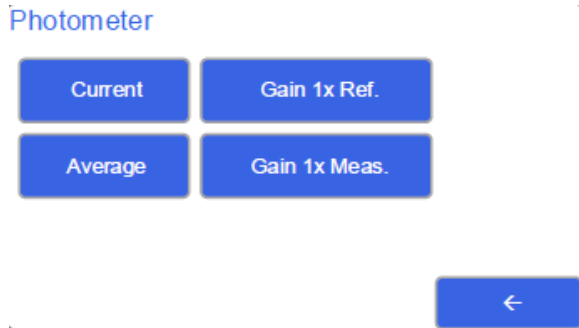 Photometer
Current
Gain 1x Ref.
Average
Gain 1x Meas.
←